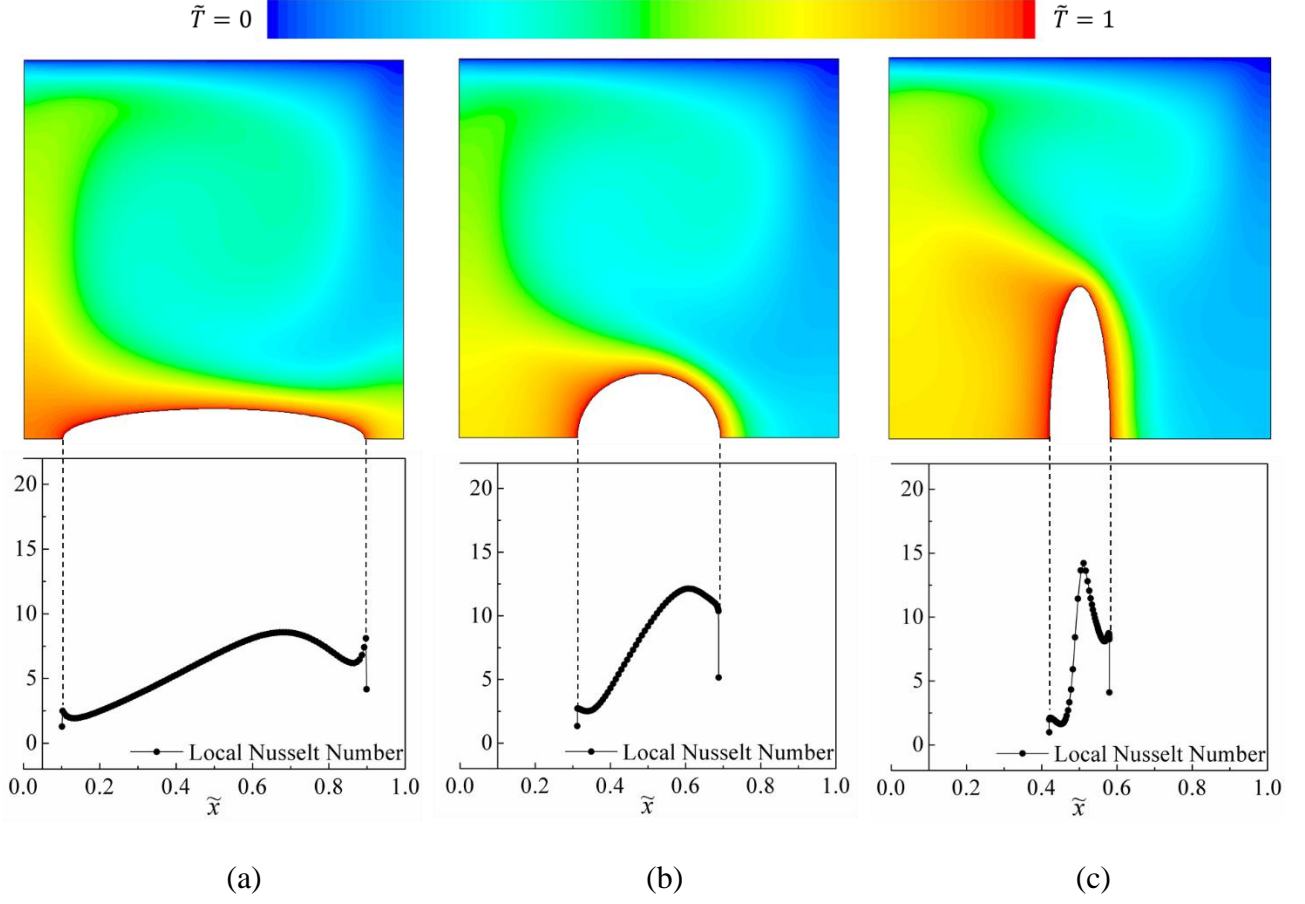 T̃ = 0 T̃ = 1
20 20 20
15 15 15
10 10 10
5 5 5
0 0 0
Local Nusselt Number Local Nusselt Number Local Nusselt Number
0.0 0.2 0.4 0.6 0.8 1.0 0.0 0.2 0.4 0.6 0.8 1.0 0.0 0.2 0.4 0.6 0.8 1.0
x̃ x̃ x̃
(a) (b) (c)